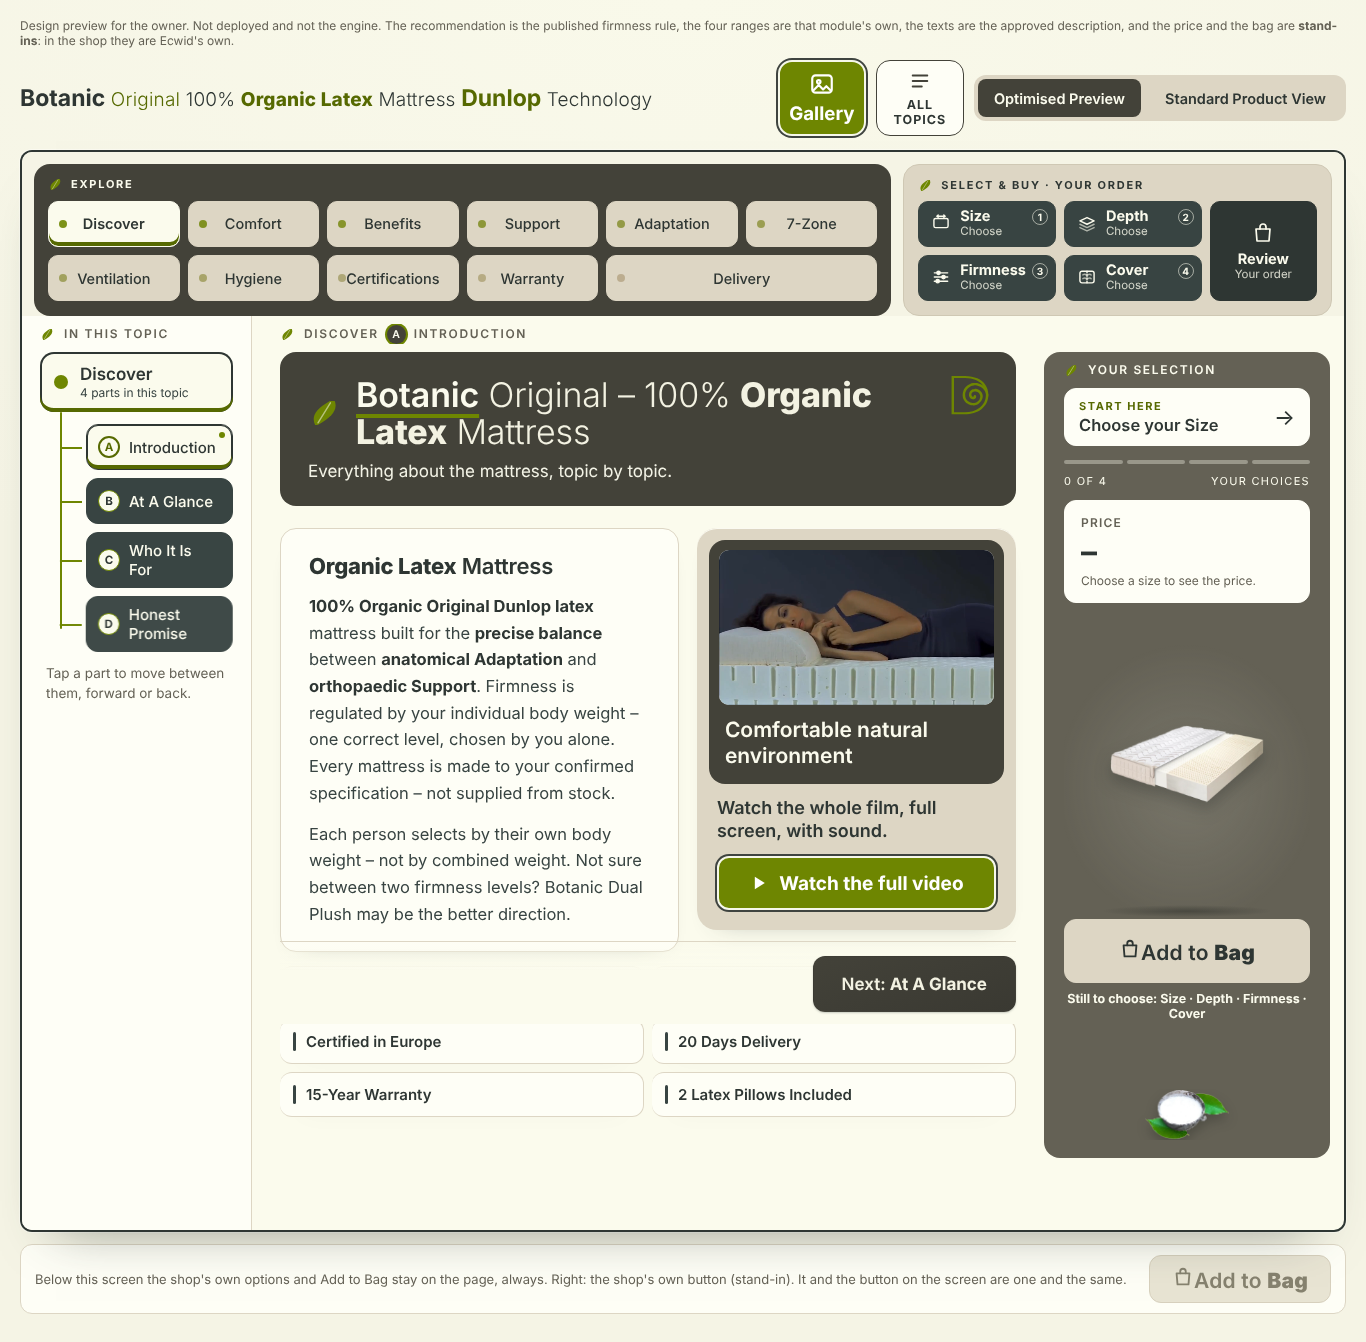 Design preview for the owner. Not deployed and not the engine. The recommendation is the published firmness rule, the four ranges are that module's own, the texts are the approved description, and the price and the bag are stand-
ins: in the shop they are Ecwid's own.
Botanic Original 100% Organic Latex Mattress Dunlop Technology
Gallery
ALL
TOPICS
Optimised Preview
Standard Product View
EXPLORE
Discover
Comfort
Benefits
Support
Adaptation
7-Zone
Ventilation
Hygiene
Certifications
Warranty
Delivery
SELECT & BUY · YOUR ORDER
Size
Choose
1
Depth
Choose
2
Firmness
Choose
3
Cover
Choose
4
Review
Your order
IN THIS TOPIC
Discover
4 parts in this topic
A Introduction
B At A Glance
C Who It Is
For
D Honest
Promise
Tap a part to move between
them, forward or back.
DISCOVER A INTRODUCTION
Botanic Original – 100% Organic
Latex Mattress
Everything about the mattress, topic by topic.
Organic Latex Mattress
100% Organic Original Dunlop latex
mattress built for the precise balance
between anatomical Adaptation and
orthopaedic Support. Firmness is
regulated by your individual body weight –
one correct level, chosen by you alone.
Every mattress is made to your confirmed
specification – not supplied from stock.
Each person selects by their own body
weight – not by combined weight. Not sure
between two firmness levels? Botanic Dual
Plush may be the better direction.
Comfortable natural
environment
Watch the whole film, full
screen, with sound.
Watch the full video
Next: At A Glance
Certified in Europe
20 Days Delivery
15-Year Warranty
2 Latex Pillows Included
YOUR SELECTION
START HERE
Choose your Size
0 OF 4
YOUR CHOICES
PRICE
–
Choose a size to see the price.
Add to Bag
Still to choose: Size · Depth · Firmness ·
Cover
Below this screen the shop's own options and Add to Bag stay on the page, always. Right: the shop's own button (stand-in). It and the button on the screen are one and the same.
Add to Bag